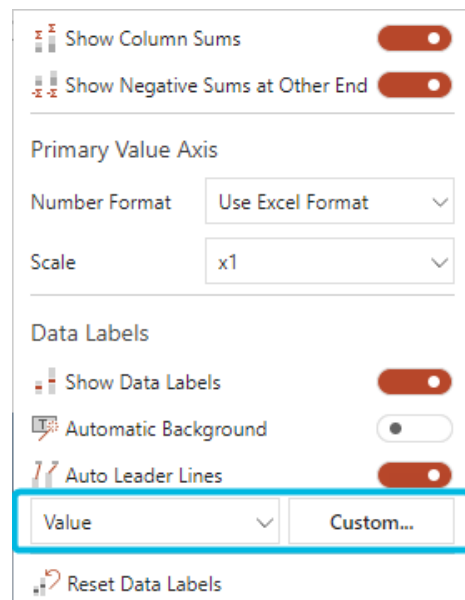 Show Column Sums
Show Negative Sums at Other End
Primary Value Axis
Number Format Use Excel Format
Scale x1
Data Labels
Show Data Labels
Automatic Background
Auto Leader Lines
Value Custom...
Reset Data Labels